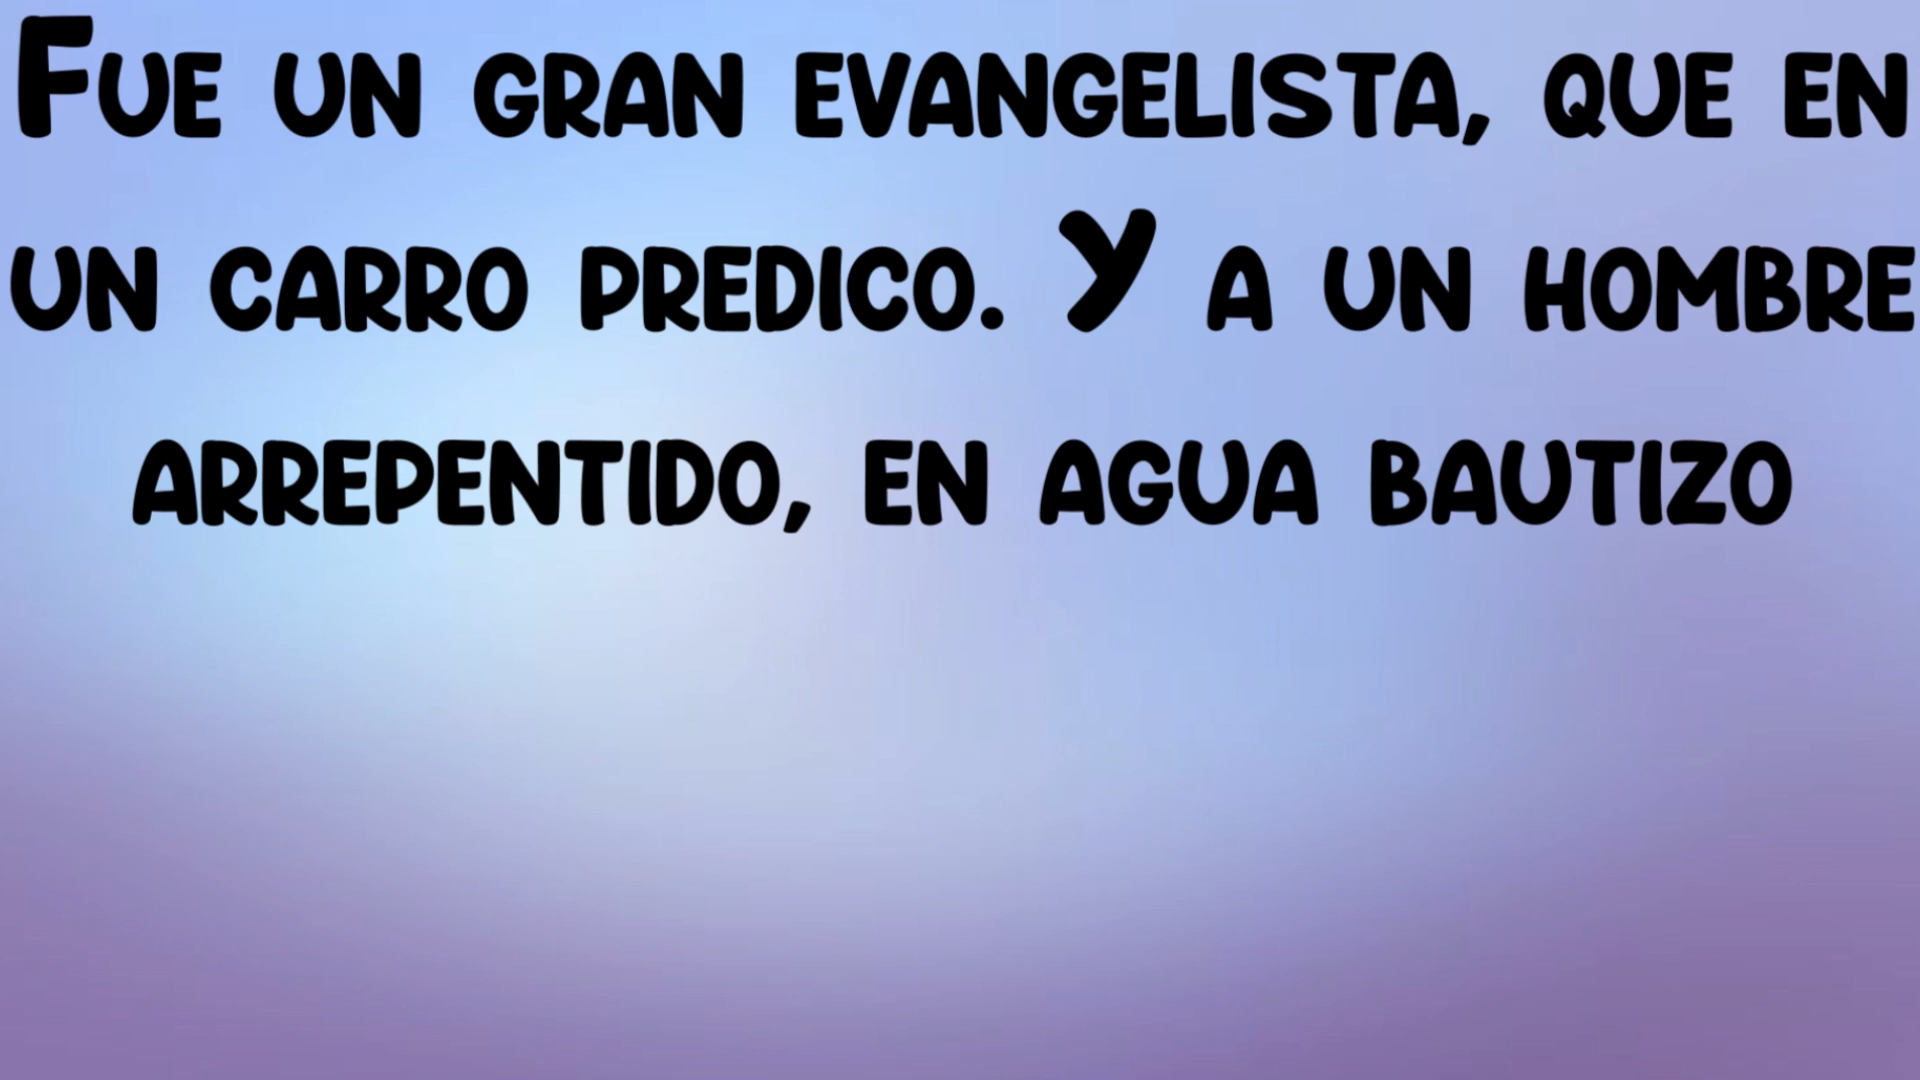 Fue un gran evangelista, que en
un carro predico. Y a un hombre
arrepentido, en agua bautizo